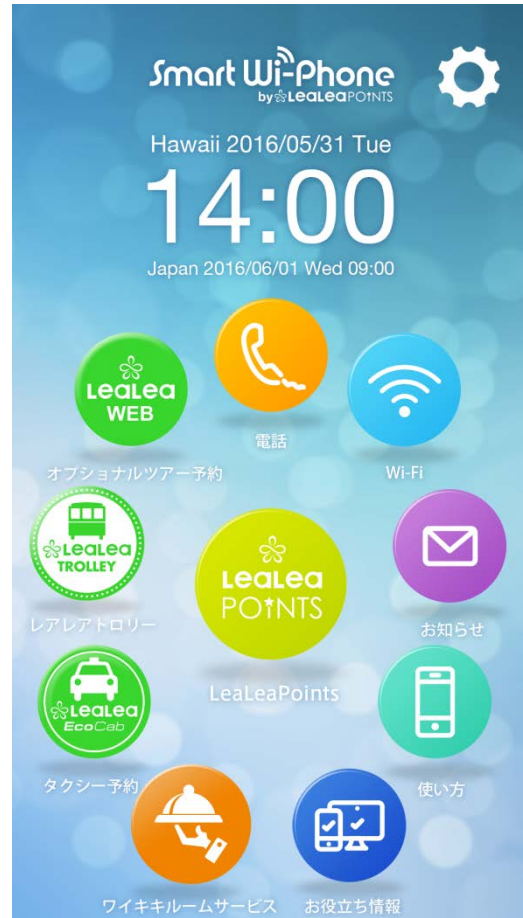 Smart Wi-Phone
by LeaLeaPOINTS
Hawaii 2016/05/31 Tue
14:00
Japan 2016/06/01 Wed 09:00
LeaLea
WEB
オプショナルツアー予約
電話
Wi-Fi
LeaLea
TROLLEY
レアレアトロリー
LeaLea
POINTS
LeaLeaPoints
お知らせ
LeaLea
EcoCab
タクシー予約
使い方
ワイキキルームサービス
お役立ち情報